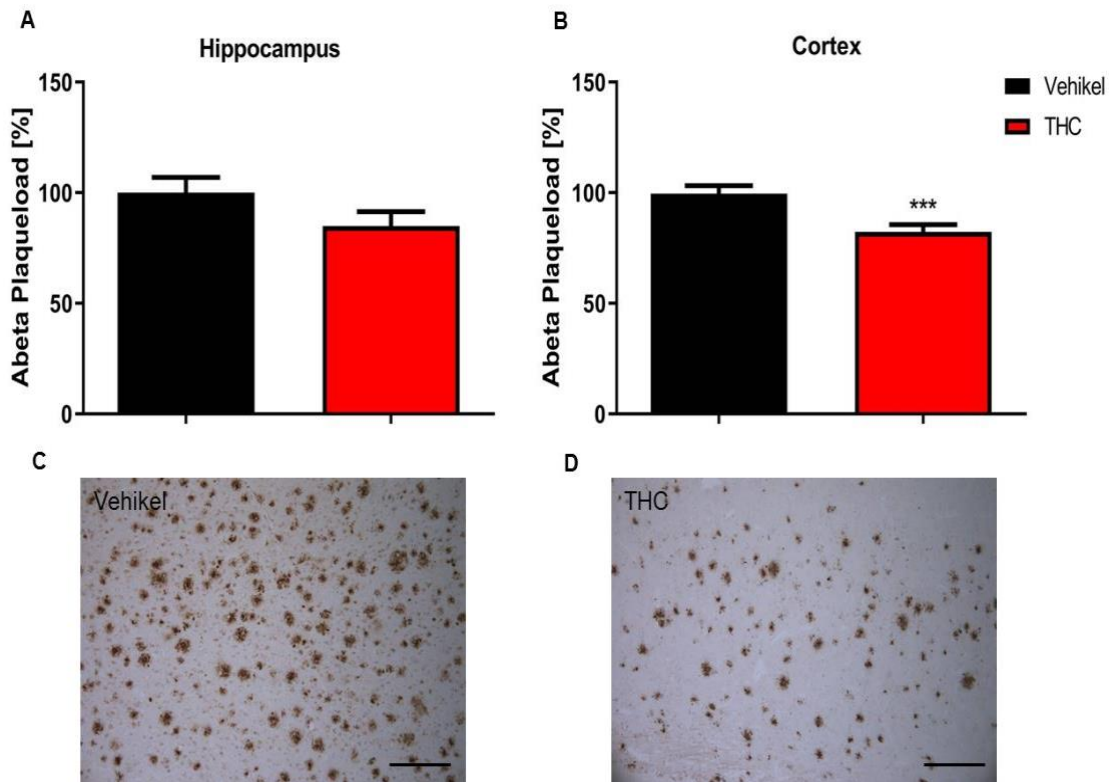 A
Hippocampus
Abeta Plaqueload [%]
150
100
50
0
B
Cortex
Abeta Plaqueload [%]
150
100
50
0
***
Vehikel
THC
C
Vehikel
D
THC